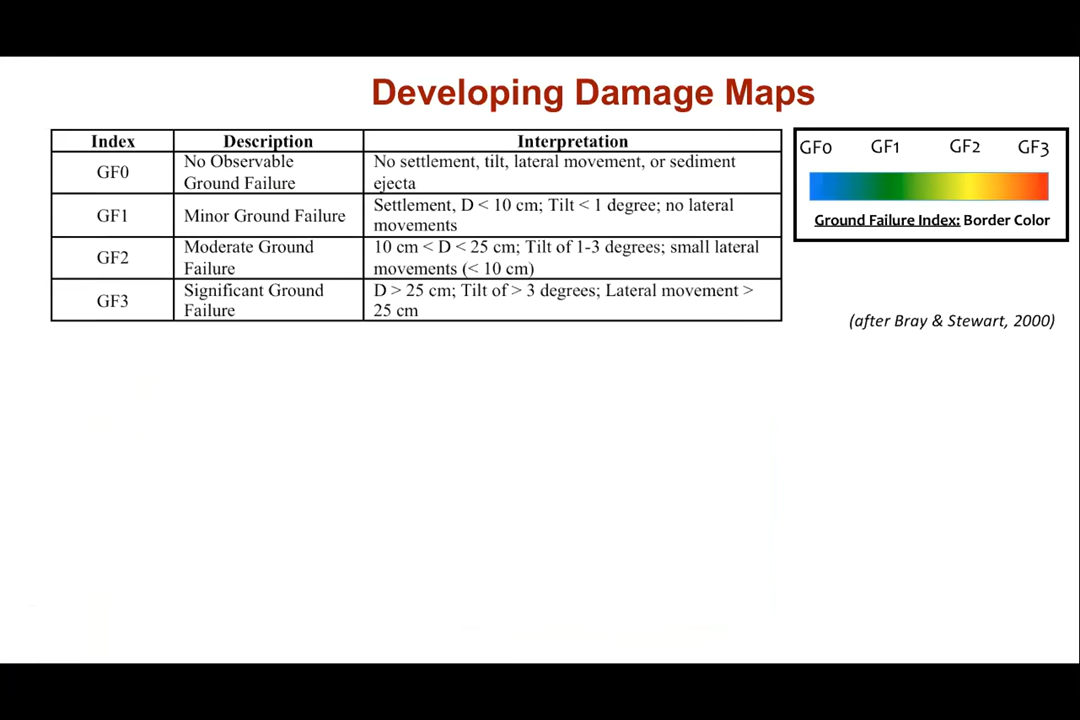 Developing Damage Maps
Index Description Interpretation
GF0
No Observable
Ground Failure
No settlement, tilt, lateral movement, or sediment
ejecta
GF1
Minor Ground Failure
Settlement, D < 10 cm; Tilt < 1 degree; no lateral
movements
GF2
Moderate Ground
Failure
10 cm < D < 25 cm; Tilt of 1-3 degrees; small lateral
movements (< 10 cm)
GF3
Significant Ground
Failure
D > 25 cm; Tilt of > 3 degrees; Lateral movement >
25 cm
GF0 GF1 GF2 GF3
Ground Failure Index: Border Color
(after Bray & Stewart, 2000)